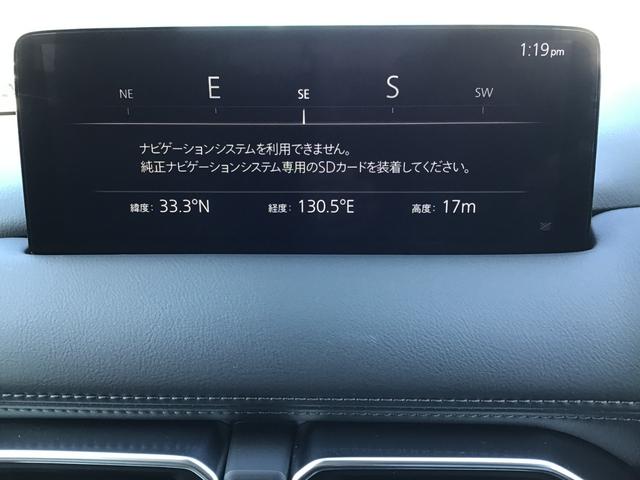 1:19pm
NE E SE S SW
ナビゲーションシステムを利用できません。
純正ナビゲーションシステム専用のSDカードを装着してください。
緯度: 33.3°N 経度: 130.5°E 高度: 17m